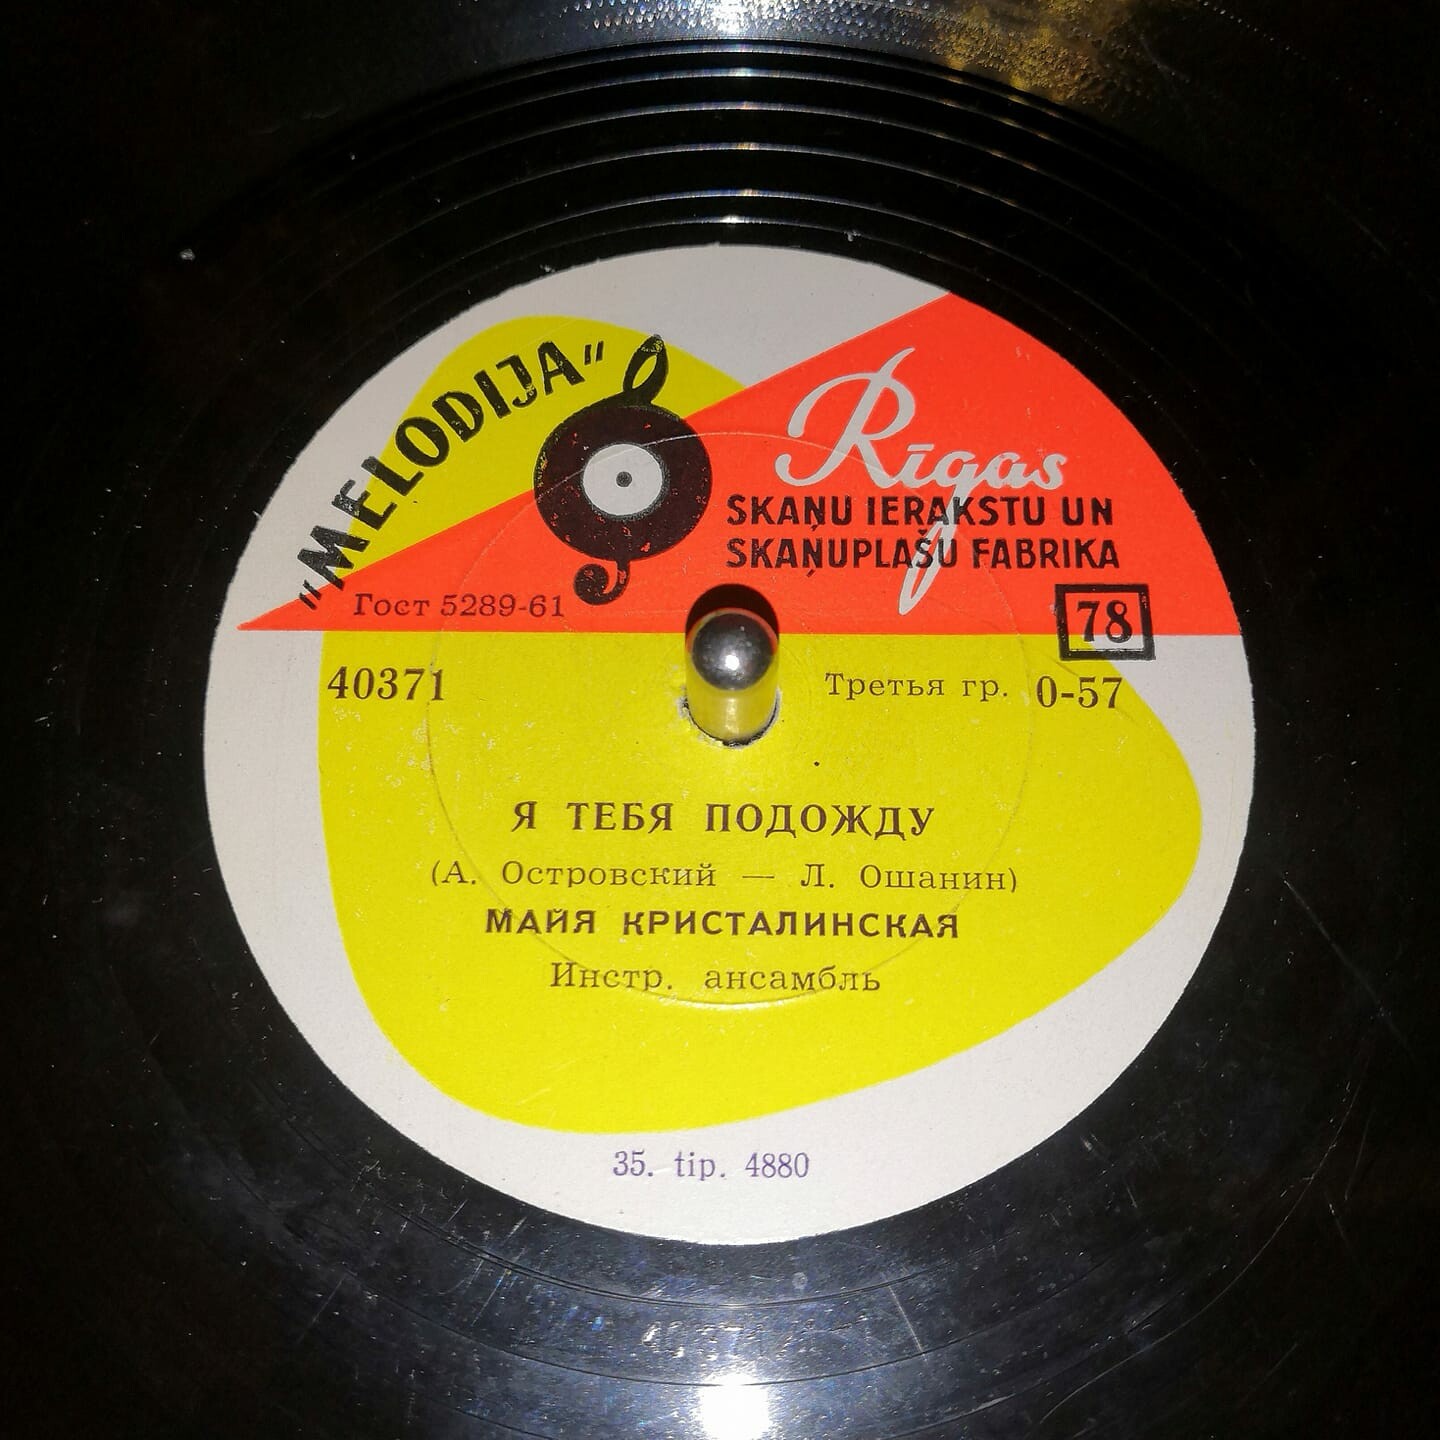 „MELODIJA"
Rīgas
SKAŅU IERAKSTU UN
SKAŅUPLAŠU FABRIKA
Гост 5289-61
78
40371
Третья гр. 0-57
Я ТЕБЯ ПОДОЖДУ
(А. Островский — Л. Ошанин)
МАЙЯ КРИСТАЛИНСКАЯ
Инстр. ансамбль
35. tip. 4880